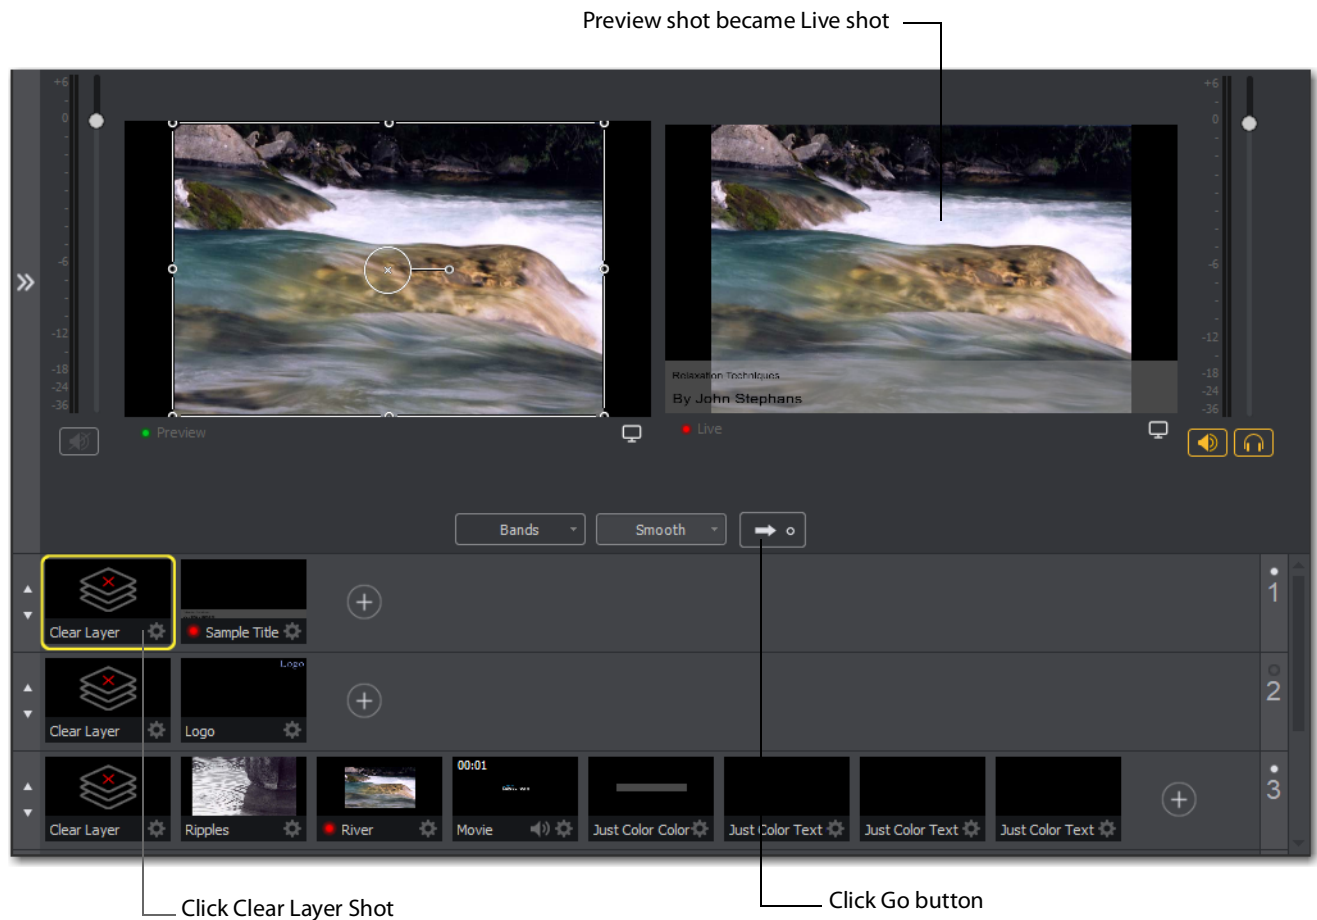 Preview shot became Live shot
+6
0
-6
-12
-18
-24
-36
+6
0
-6
-12
-18
-24
-36
Relaxation Techniques
By John Stephans
Preview
Live
Bands
Smooth
Clear Layer
Sample Title
1
Logo
Clear Layer
Logo
2
00:01
Clear Layer
Ripples
River
Movie
Just Color Color
Just Color Text
Just Color Text
Just Color Text
3
Click Clear Layer Shot
Click Go button